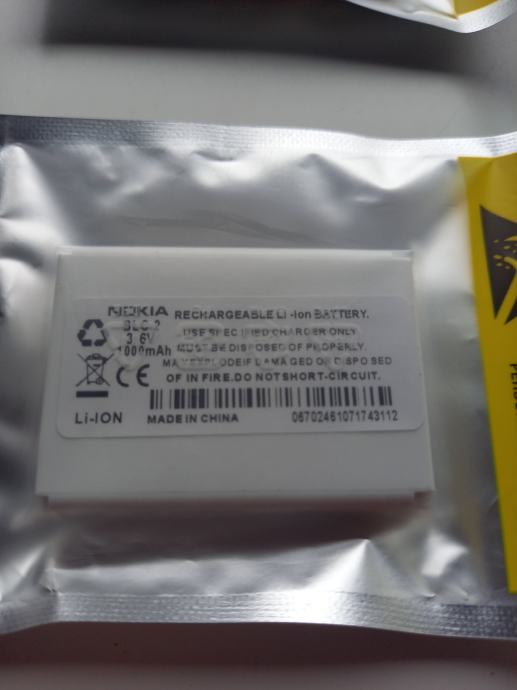 NOKIA RECHARGEABLE Li -Ion BATTERY.
BLC-2 USE SPECIFIED CHARGER ONLY
3.6V MUST BE DISPOSED OF PROPERLY.
1000mAh MAY EXPLODE IF DAMAGED OR DISPOSED
CE OF IN FIRE.DO NOT SHORT-CIRCUIT.
Li-ION MADE IN CHINA 06702461071743112